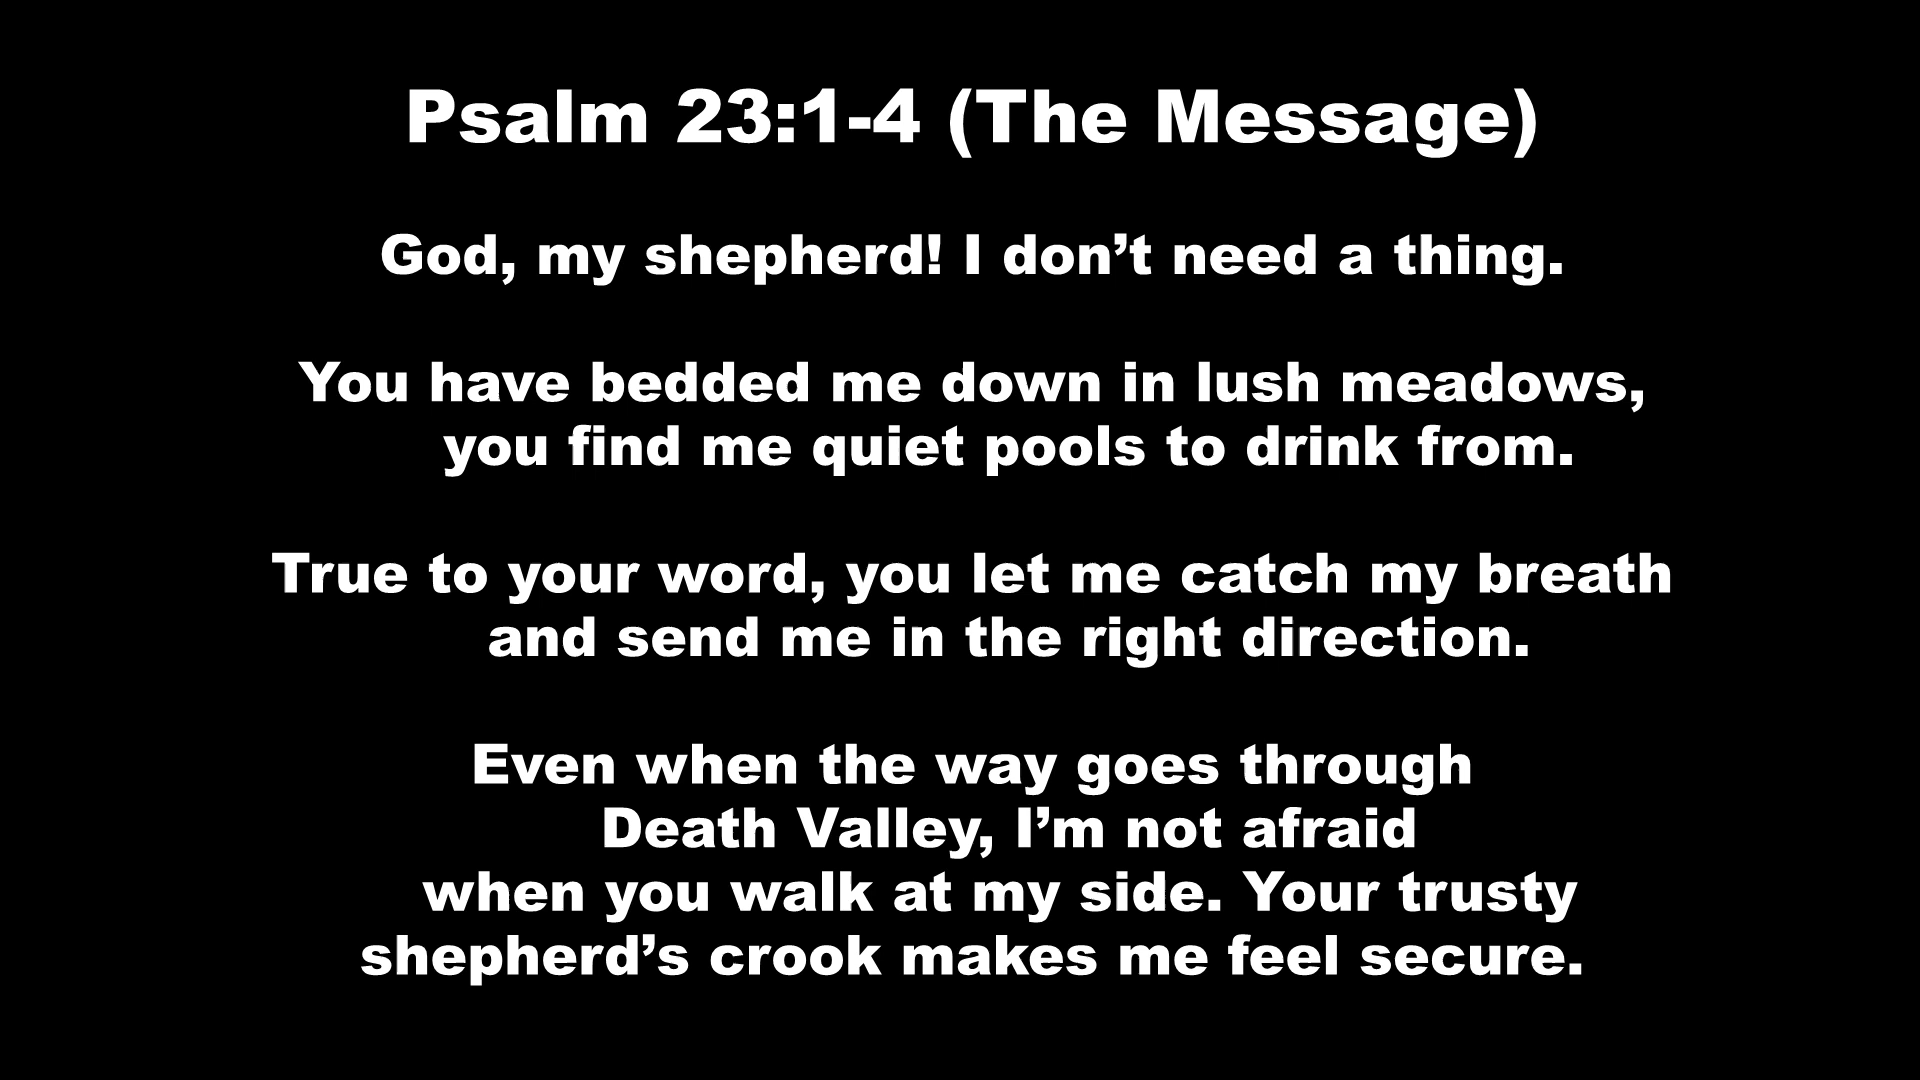 Psalm 23:1-4 (The Message)
God, my shepherd! I don’t need a thing.
You have bedded me down in lush meadows,
you find me quiet pools to drink from.
True to your word, you let me catch my breath
and send me in the right direction.
Even when the way goes through
Death Valley, I’m not afraid
when you walk at my side. Your trusty
shepherd’s crook makes me feel secure.